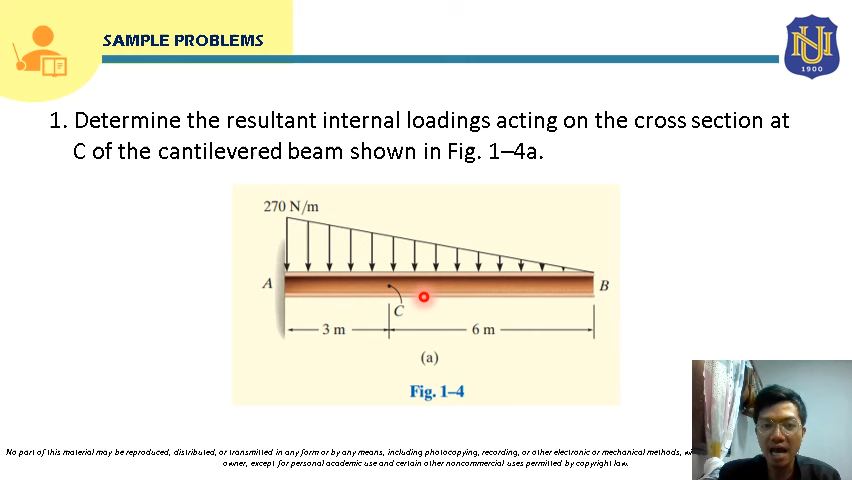 SAMPLE PROBLEMS
NU
1900
1. Determine the resultant internal loadings acting on the cross section at
C of the cantilevered beam shown in Fig. 1–4a.
270 N/m
A
B
C
3 m
6 m
(a)
Fig. 1–4
No part of this material may be reproduced, distributed, or transmitted in any form or by any means, including photocopying, recording, or other electronic or mechanical methods,
owner, except for personal academic use and certain other noncommercial uses permitted by copyright law.